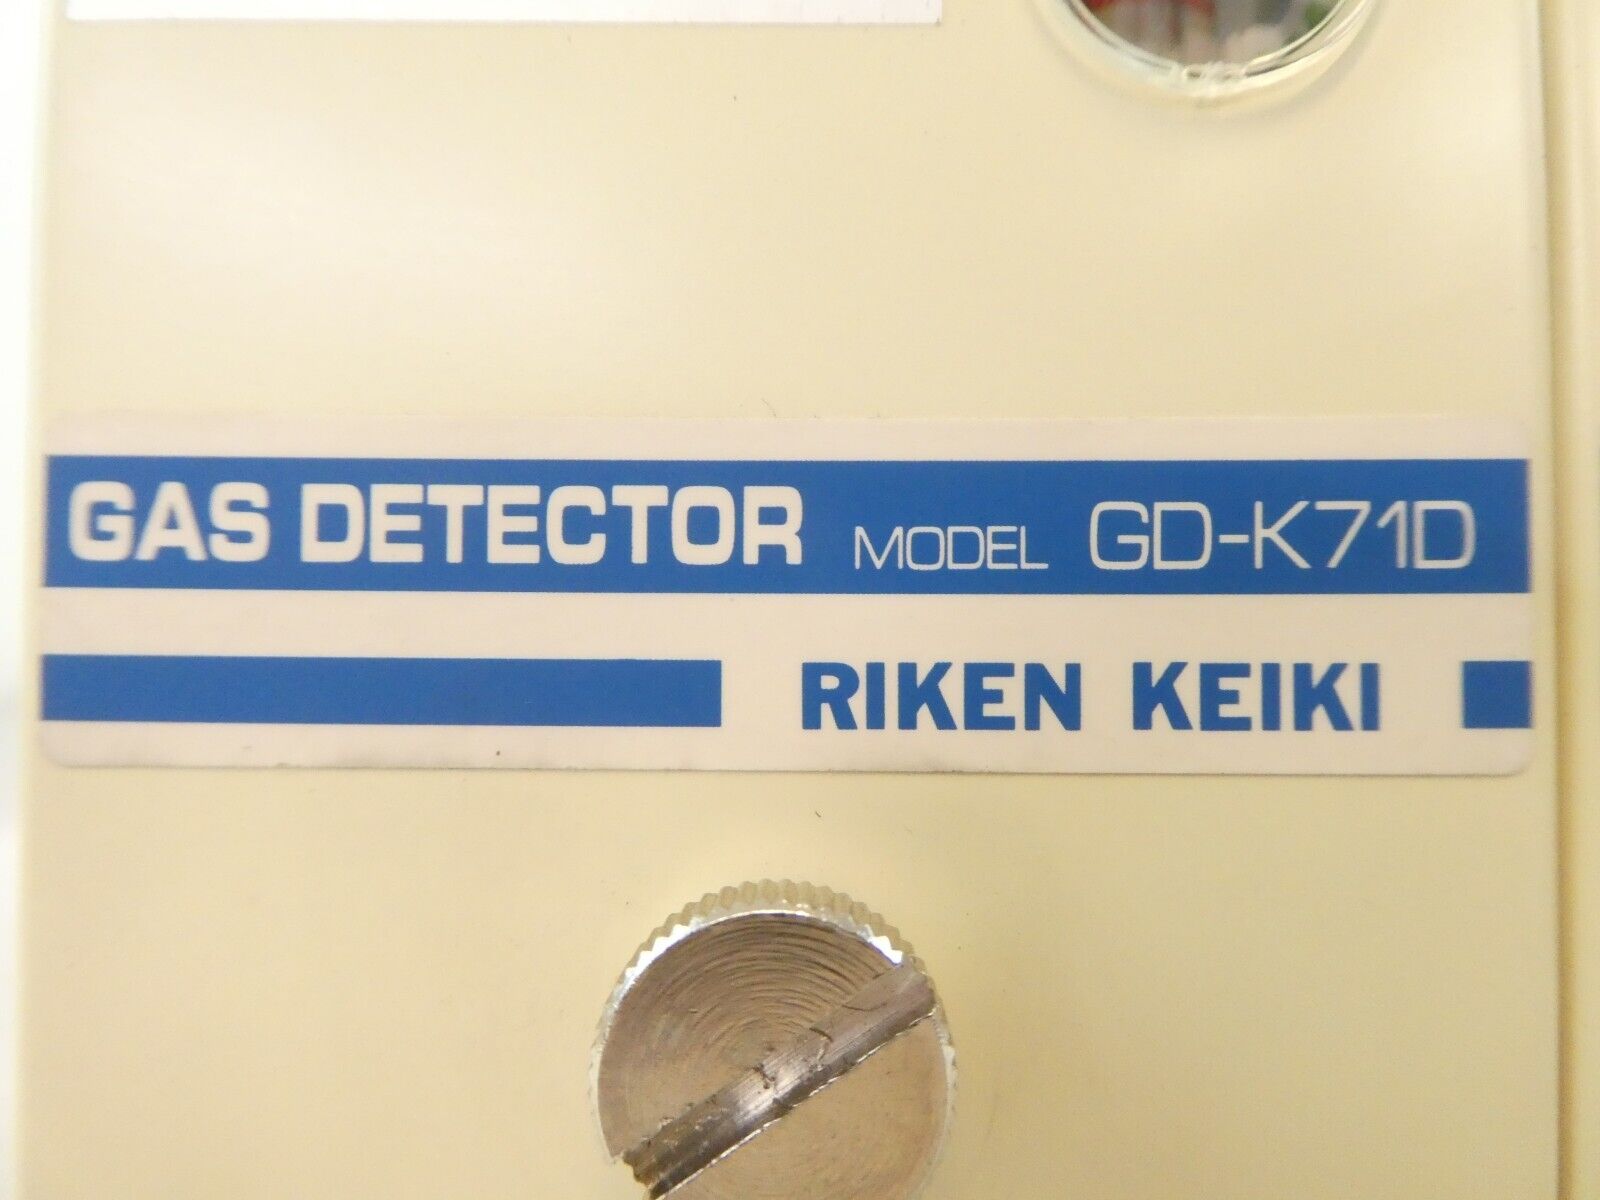 GAS DETECTOR MODEL GD-K71D
RIKEN KEIKI